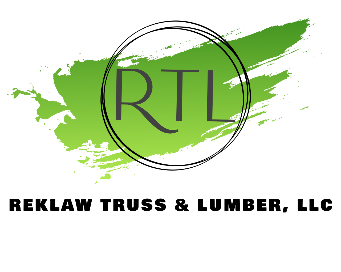 RTL
REKLAW TRUSS & LUMBER, LLC